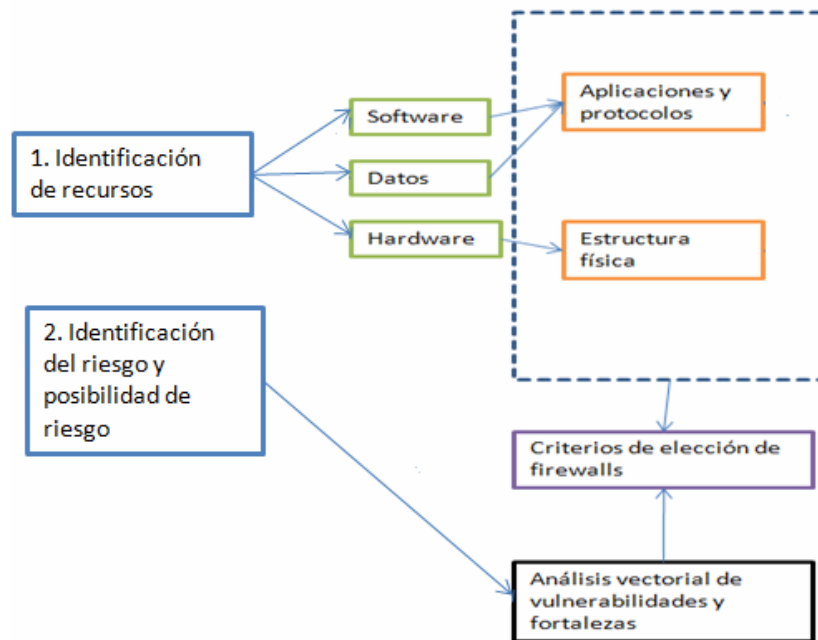 Aplicaciones y
protocolos
Software
1. Identificación
de recursos
Datos
Hardware
Estructura
física
2. Identificación
del riesgo y
posibilidad de
riesgo
Criterios de elección de
firewalls
Análisis vectorial de
vulnerabilidades y
fortalezas